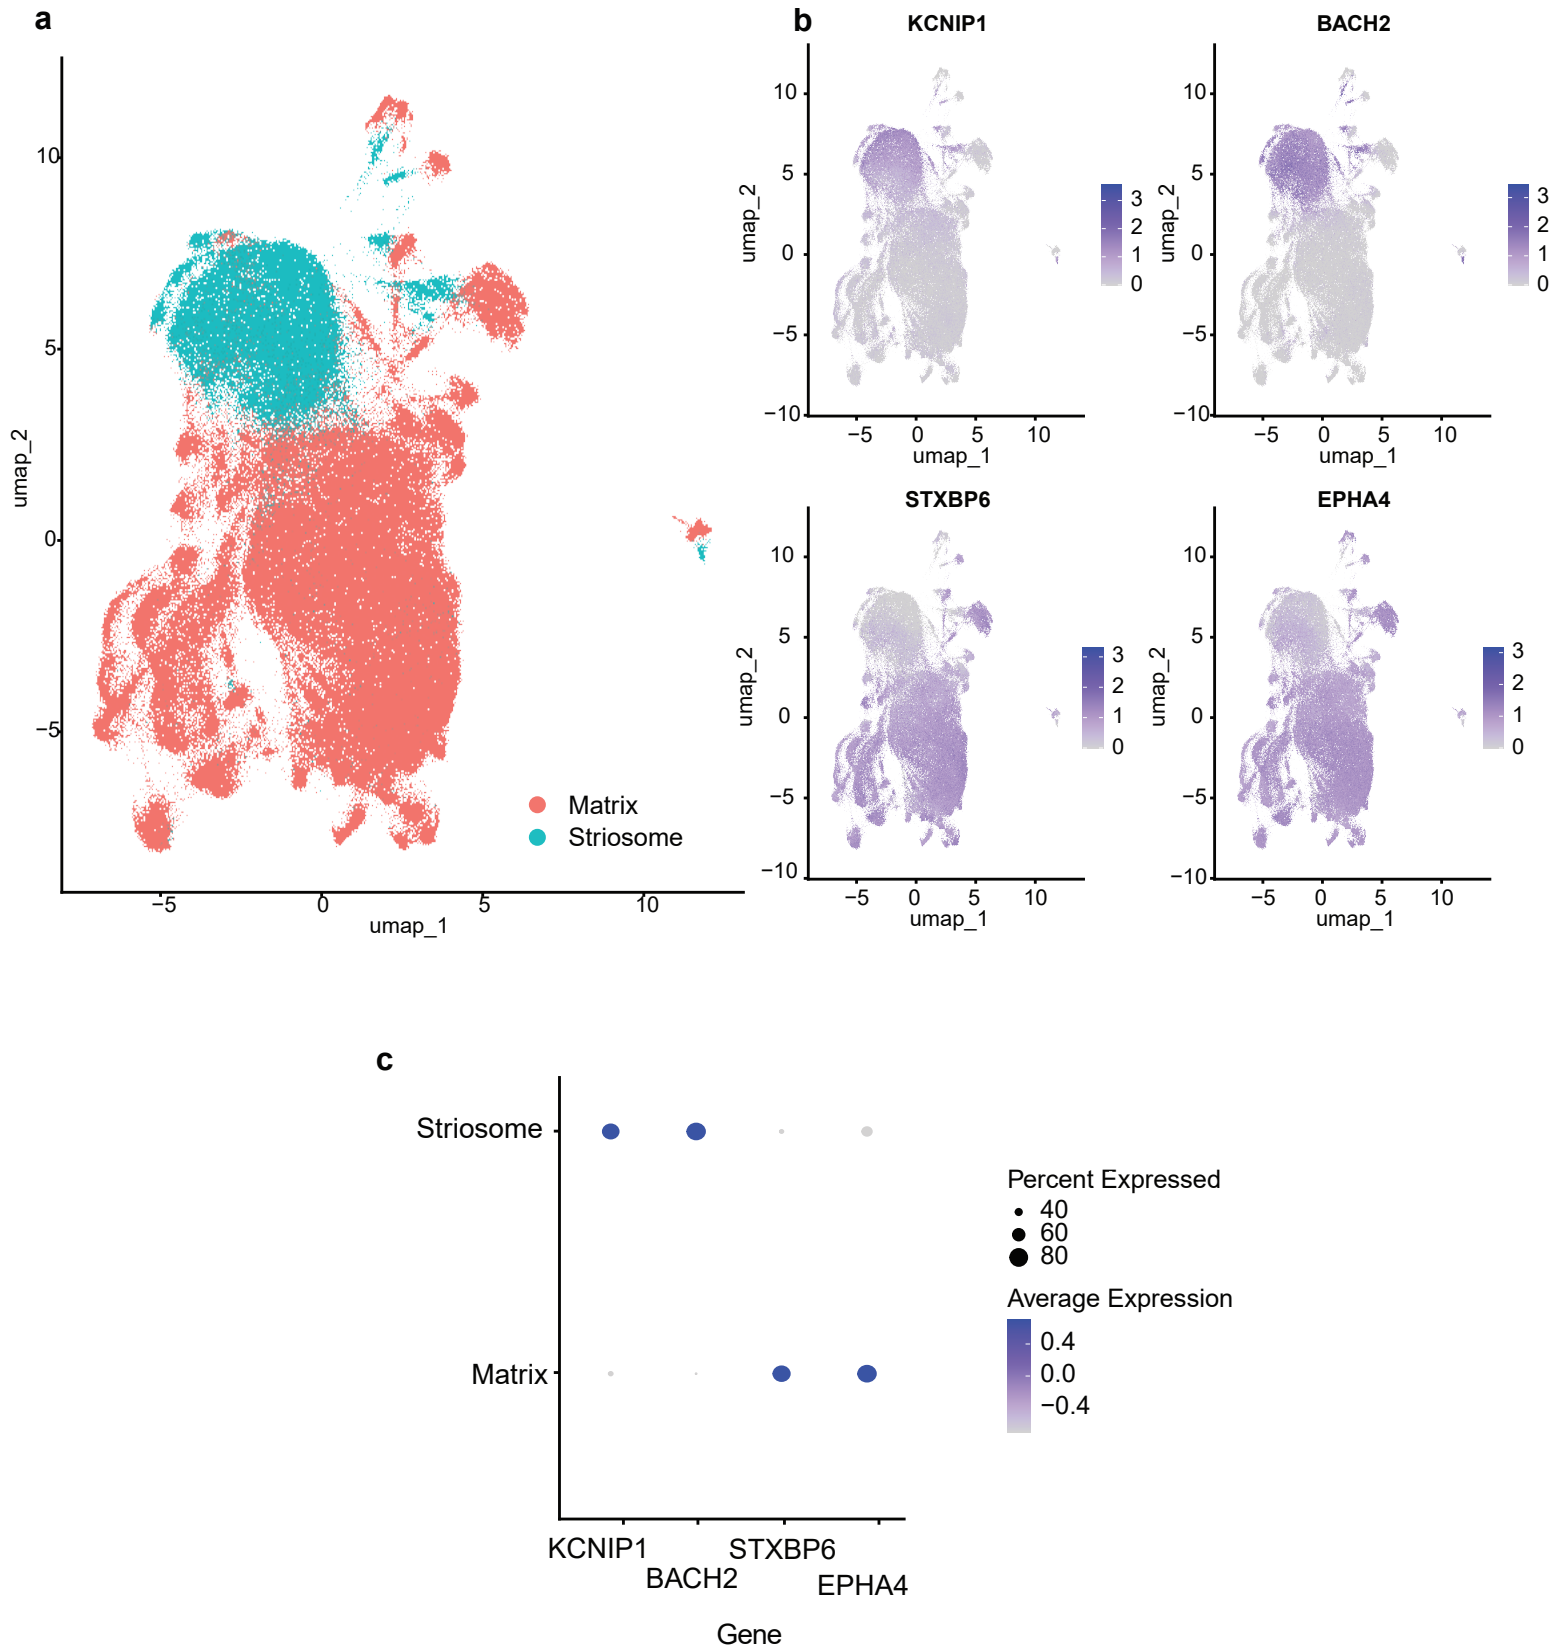 a
umap_2
10
5
0
−5
−5
0
5
10
umap_1
Matrix
Striosome
b
KCNIP1
umap_2
10
5
0
−5
−10
−5
0
5
10
umap_1
3
2
1
0
BACH2
umap_2
10
5
0
−5
−10
−5
0
5
10
umap_1
3
2
1
0
STXBP6
umap_2
10
5
0
−5
−10
−5
0
5
10
umap_1
3
2
1
0
EPHA4
umap_2
10
5
0
−5
−10
−5
0
5
10
umap_1
3
2
1
0
c
Striosome
Matrix
KCNIP1
BACH2
STXBP6
EPHA4
Gene
Percent Expressed
40
60
80
Average Expression
0.4
0.0
−0.4